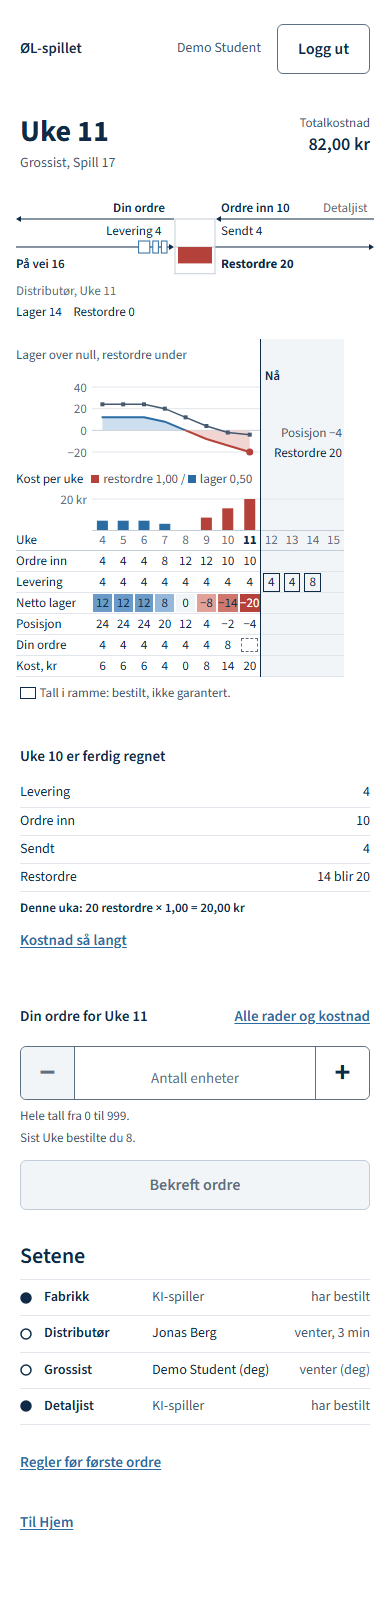 ØL-spillet Demo Student Logg ut
Uke 11 Totalkostnad
Grossist, Spill 17 82,00 kr
Din ordre Ordre inn 10 Detaljist
Levering 4 Sendt 4
På vei 16 Restordre 20
Distributør, Uke 11
Lager 14 Restordre 0
Lager over null, restordre under
Nå
40
20
0
−20
Posisjon −4
Restordre 20
Kost per uke restordre 1,00 / lager 0,50
20 kr
Uke 4 5 6 7 8 9 10 11 12 13 14 15
Ordre inn 4 4 4 8 12 12 10 10
Levering 4 4 4 4 4 4 4 4 4 4 8
Netto lager 12 12 12 8 0 −8 −14 −20
Posisjon 24 24 24 20 12 4 −2 −4
Din ordre 4 4 4 4 4 4 8
Kost, kr 6 6 6 4 0 8 14 20
Tall i ramme: bestilt, ikke garantert.
Uke 10 er ferdig regnet
Levering 4
Ordre inn 10
Sendt 4
Restordre 14 blir 20
Denne uka: 20 restordre × 1,00 = 20,00 kr
Kostnad så langt
Din ordre for Uke 11 Alle rader og kostnad
− Antall enheter +
Hele tall fra 0 til 999.
Sist Uke bestilte du 8.
Bekreft ordre
Setene
Fabrikk KI-spiller har bestilt
Distributør Jonas Berg venter, 3 min
Grossist Demo Student (deg) venter (deg)
Detaljist KI-spiller har bestilt
Regler før første ordre
Til Hjem